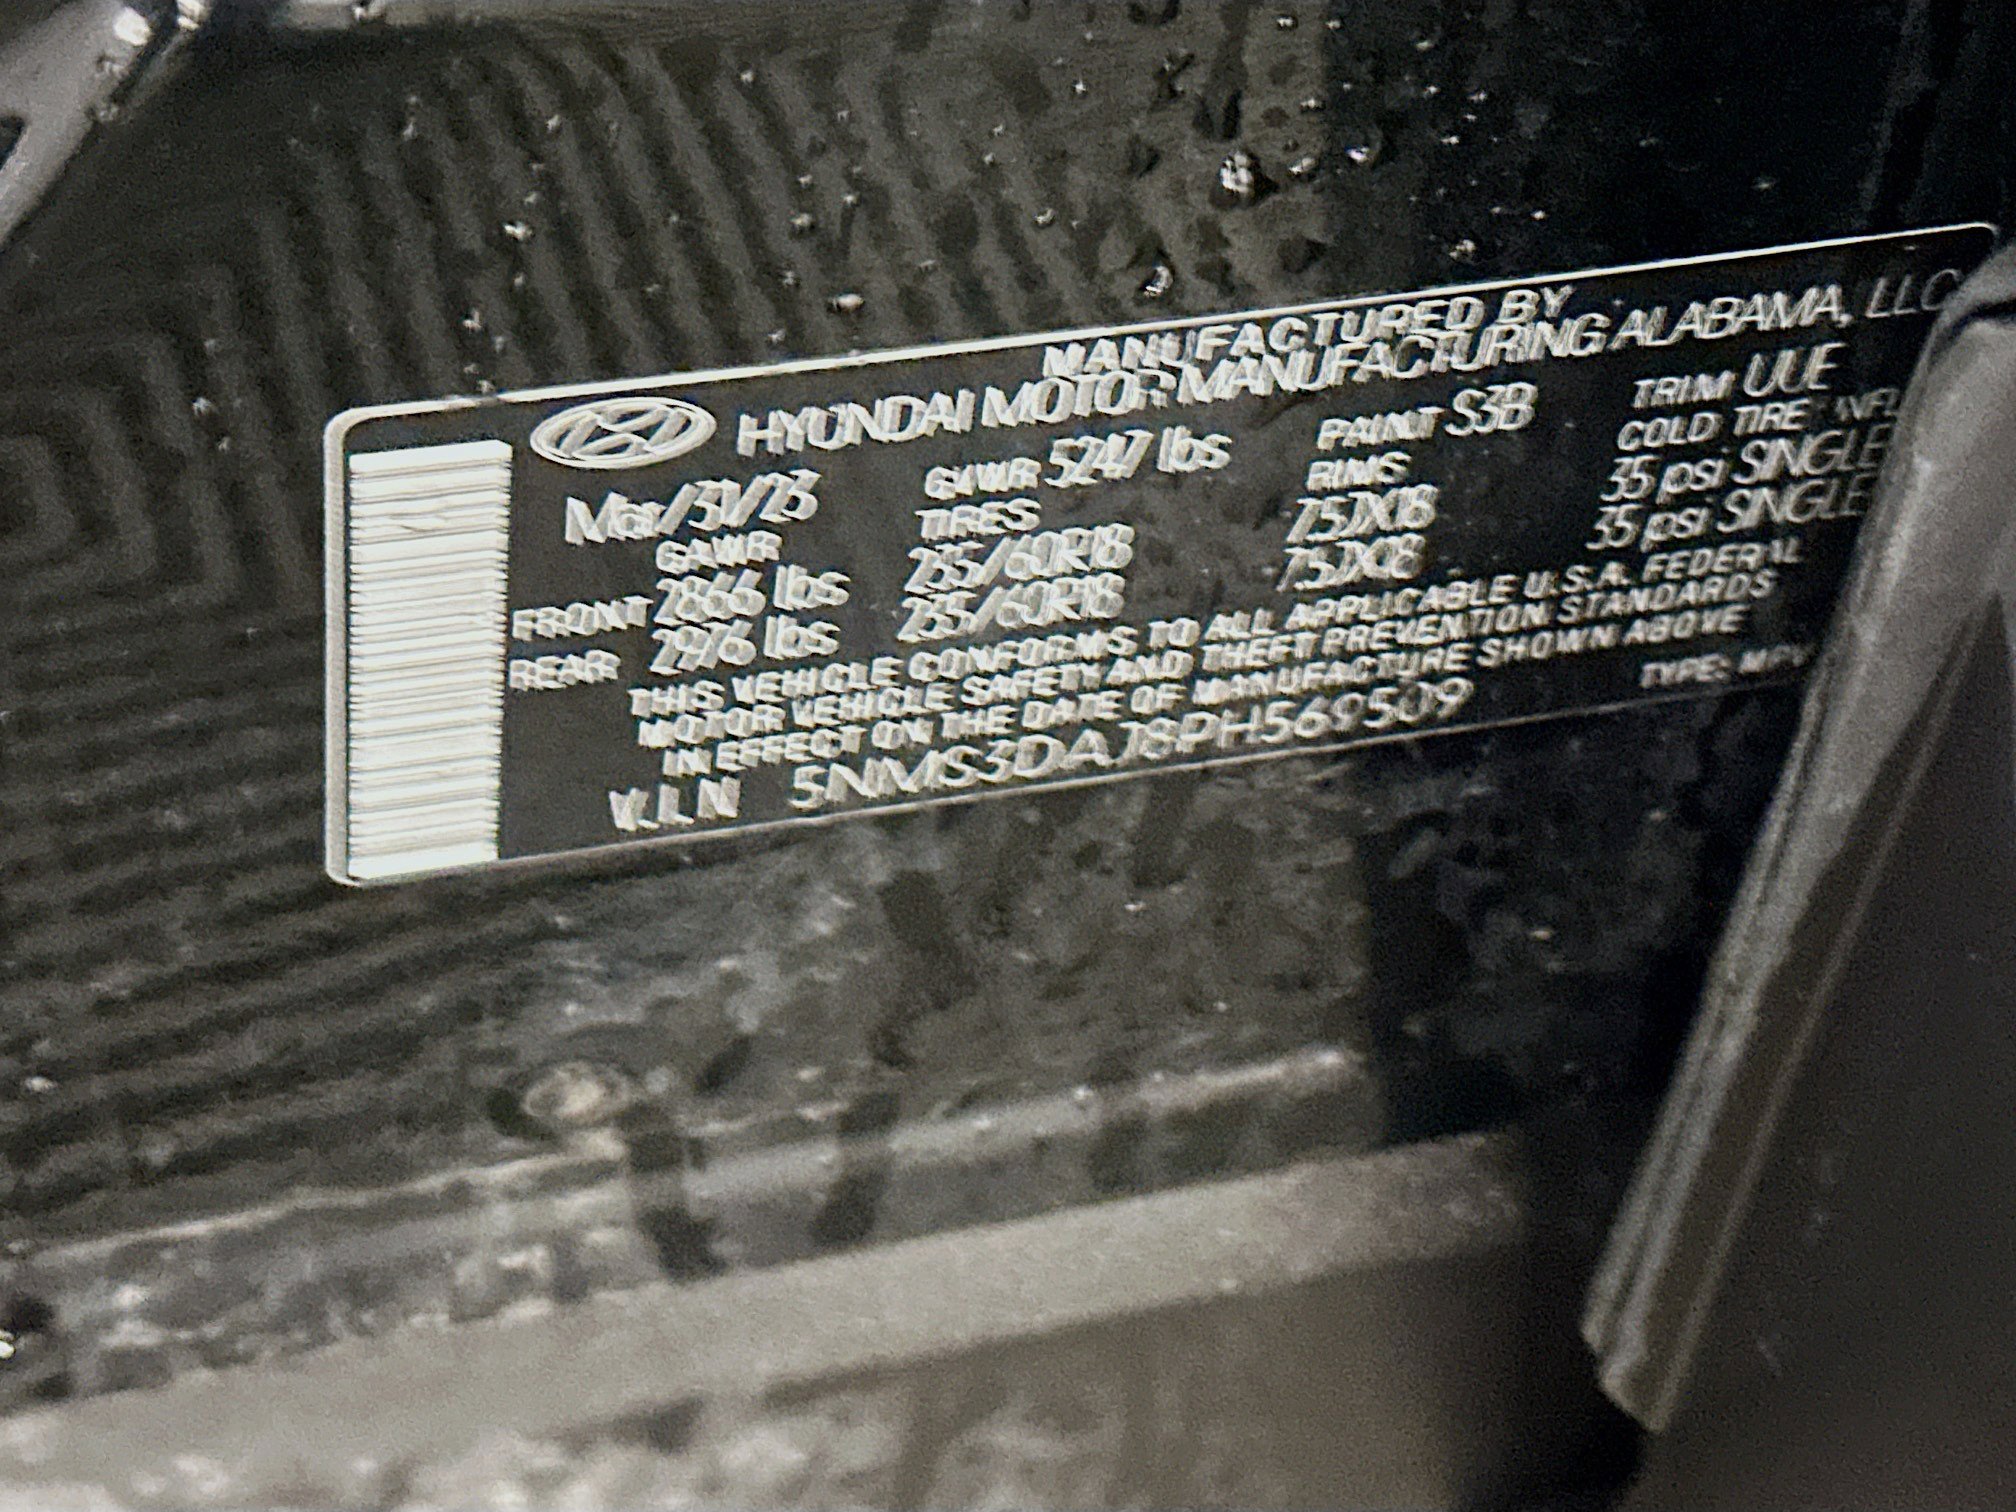 MANUFACTURED BY
HYUNDAI MOTOR MANUFACTURING ALABAMA, LLC
Mar/31/23 GVWR 5247 lbs PAINT S3B TRIM UUE
GAWR TIRES RIMS COLD TIRE INFL
FRONT 2866 lbs 235/60R18 7.5JX18 35 psi SINGLE
REAR 2976 lbs 235/60R18 7.5JX18 35 psi SINGLE
THIS VEHICLE CONFORMS TO ALL APPLICABLE U.S.A. FEDERAL
MOTOR VEHICLE SAFETY AND THEFT PREVENTION STANDARDS
IN EFFECT ON THE DATE OF MANUFACTURE SHOWN ABOVE
V.I.N 5NMS3DAJ8PH569509 TYPE: MPV